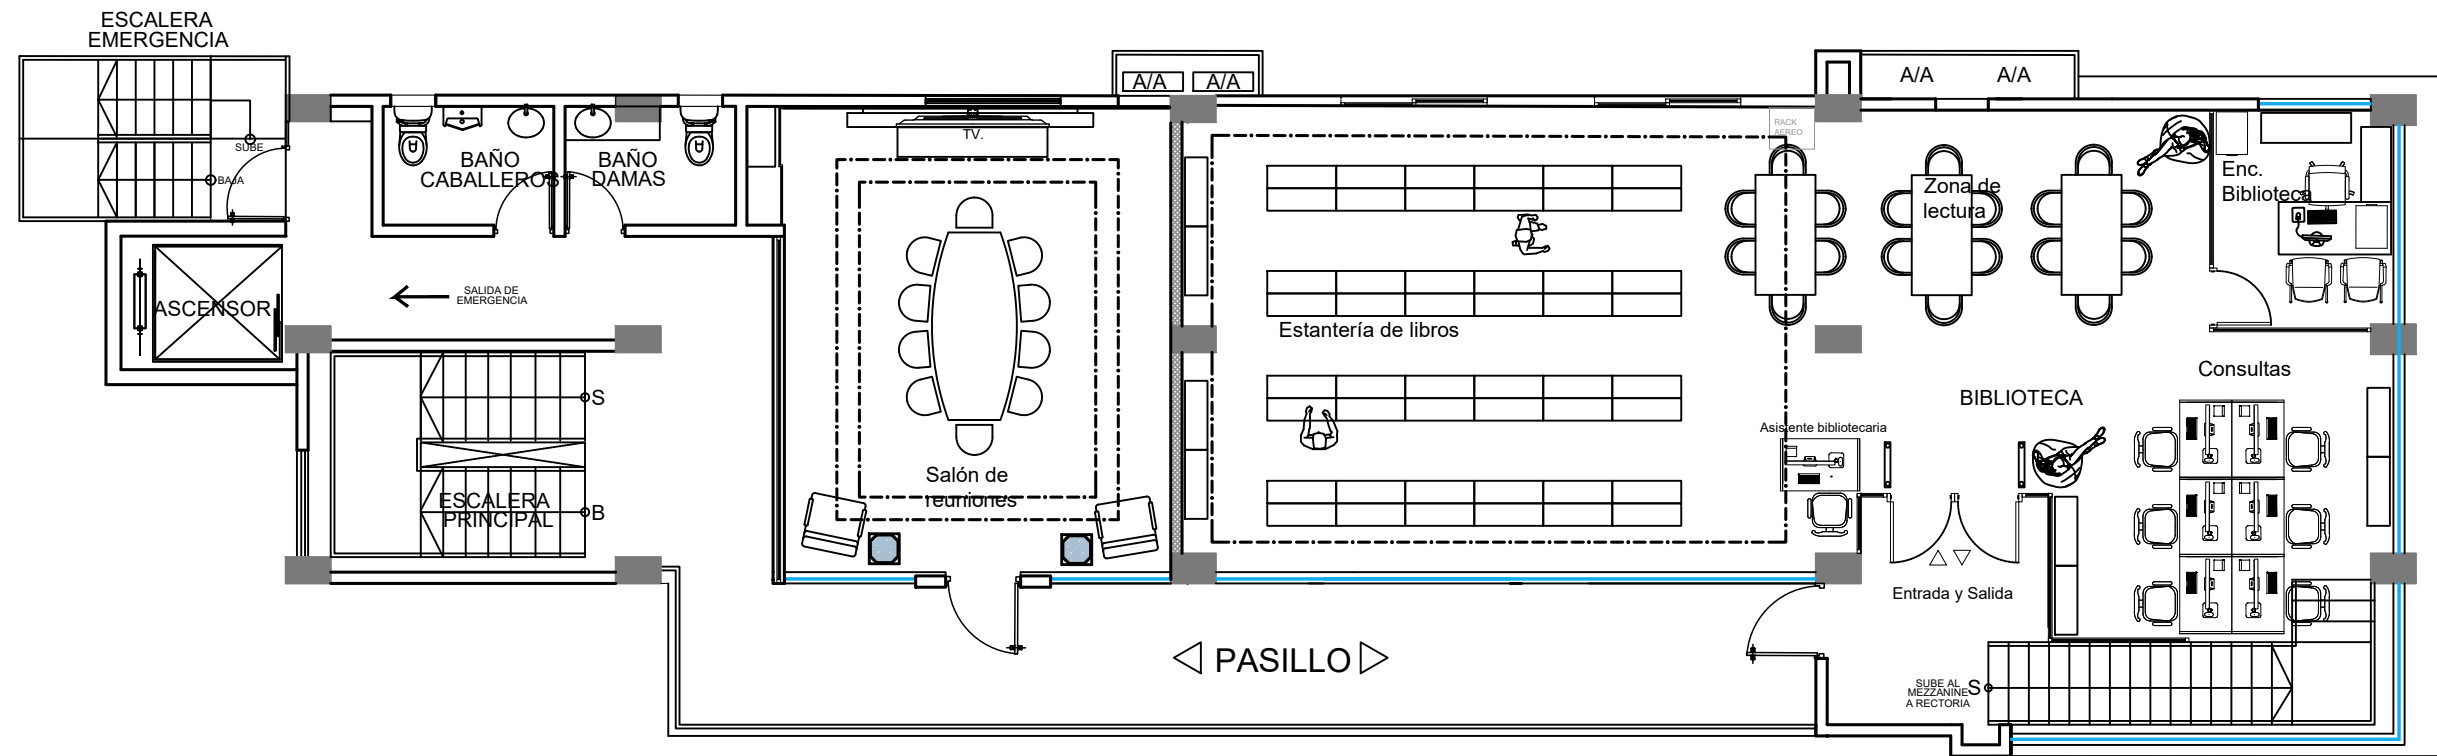 ESCALERA
EMERGENCIA
SUBE
BAJA
BAÑO
CABALLEROS
BAÑO
DAMAS
TV.
A/A
A/A
A/A
A/A
RACK
AEREO
Zona de
lectura
Enc.
Biblioteca
ASCENSOR
SALIDA DE
EMERGENCIA
Estantería de libros
Consultas
BIBLIOTECA
Asistente bibliotecaria
S
ESCALERA
PRINCIPAL
B
Salón de
reuniones
Entrada y Salida
PASILLO
SUBE AL
MEZZANINE
A RECTORIA
S